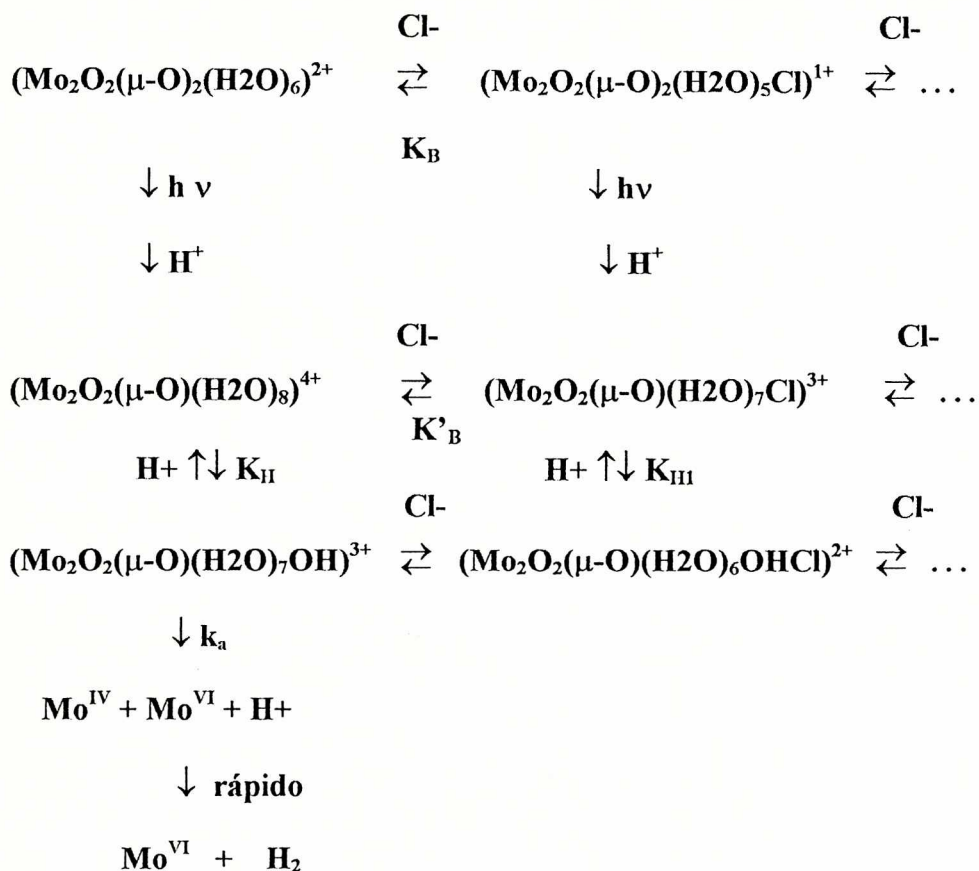 Cl- Cl-
(Mo₂O₂(μ-O)₂(H2O)₆)²⁺ ⇄ (Mo₂O₂(μ-O)₂(H2O)₅Cl)¹⁺ ⇄ …
K_B
↓ h ν ↓ hν
↓ H⁺ ↓ H⁺
Cl- Cl-
(Mo₂O₂(μ-O)(H2O)₈)⁴⁺ ⇄ (Mo₂O₂(μ-O)(H2O)₇Cl)³⁺ ⇄ …
K’_B
H+ ↑↓ K_H H+ ↑↓ K_H1
Cl- Cl-
(Mo₂O₂(μ-O)(H2O)₇OH)³⁺ ⇄ (Mo₂O₂(μ-O)(H2O)₆OHCl)²⁺ ⇄ …
↓ kₐ
Mo^IV + Mo^VI + H+
↓ rápido
Mo^VI + H₂